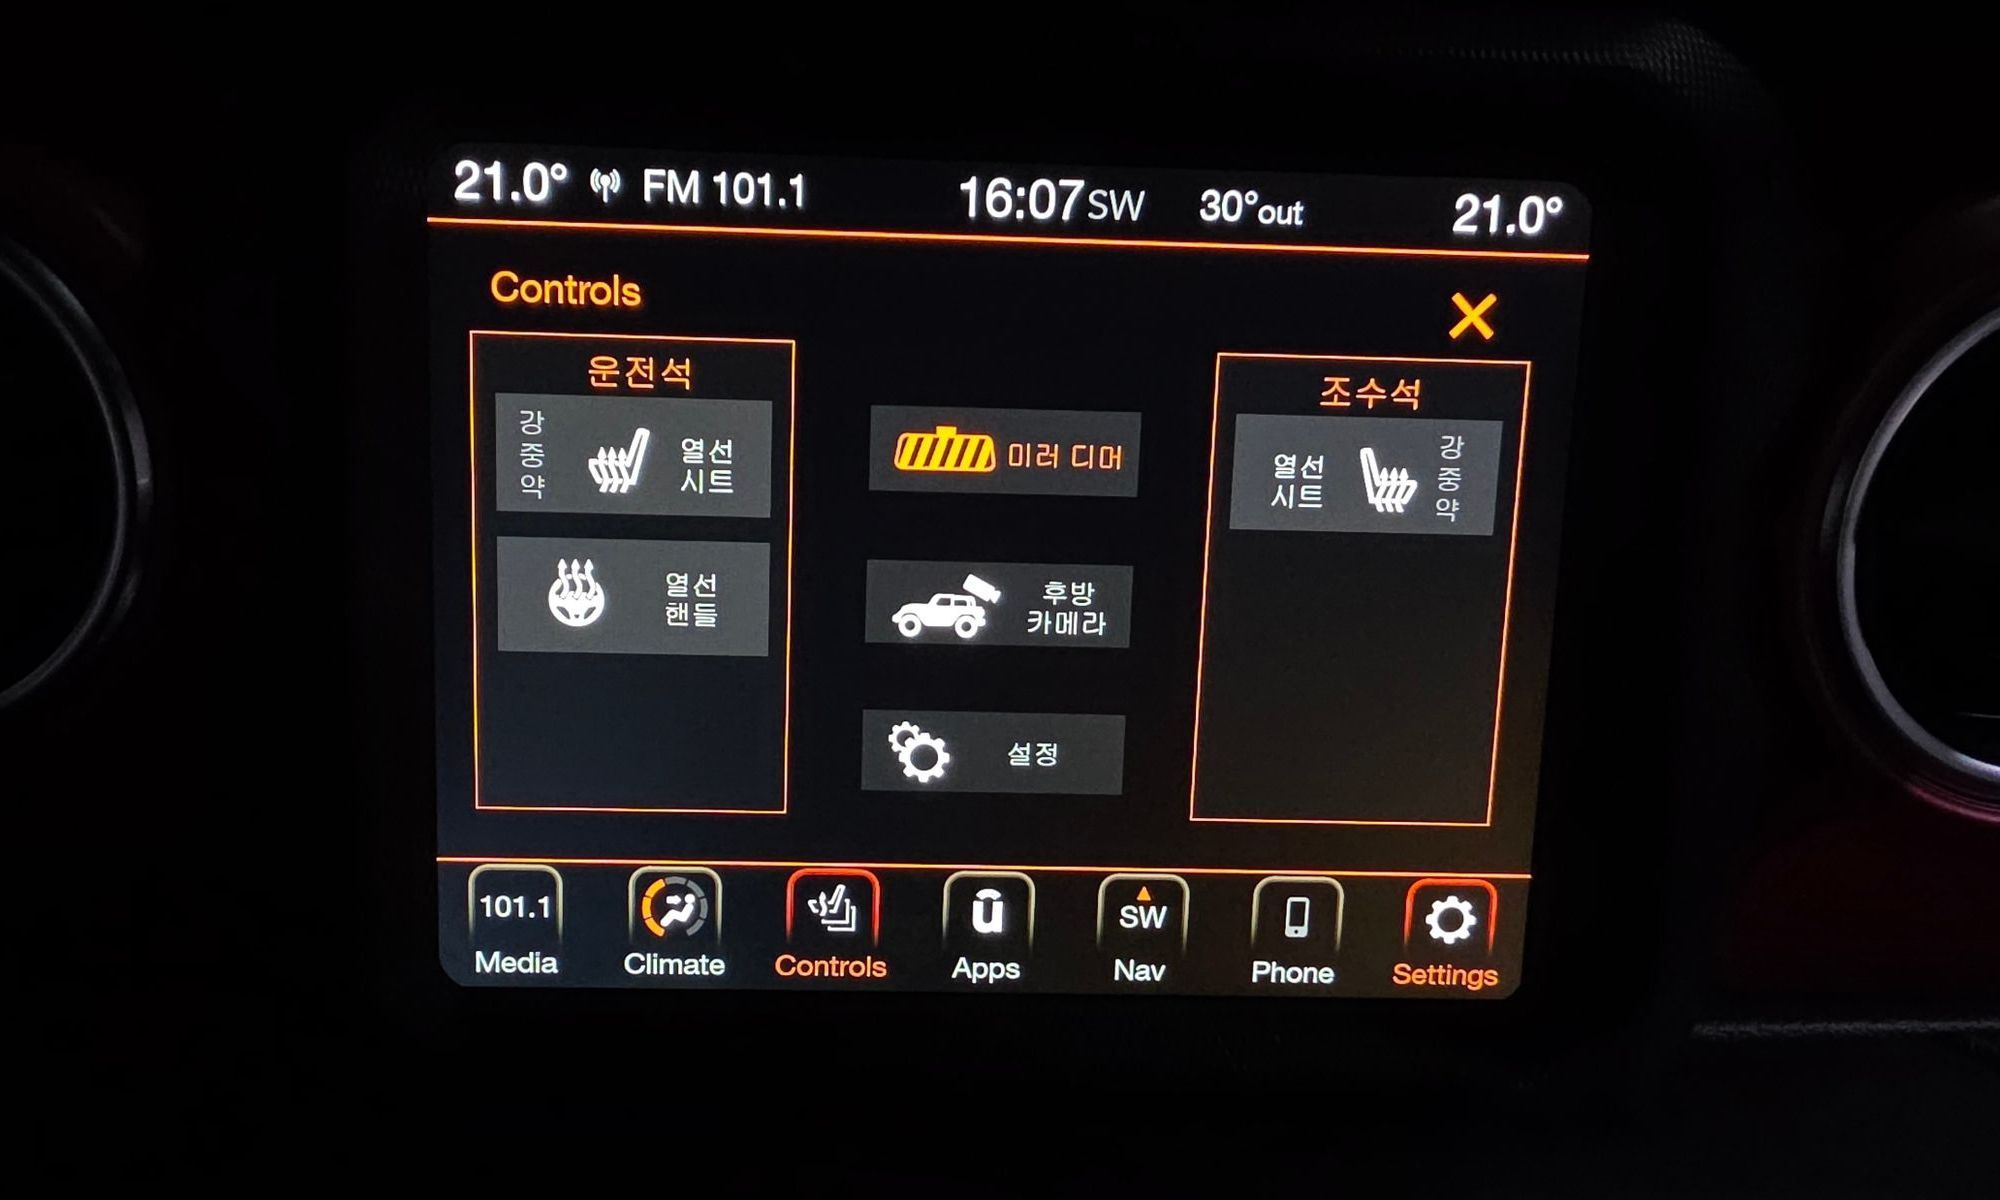 21.0° FM 101.1 16:07 SW 30°out 21.0°
Controls
운전석
강
중
약
열선
시트
열선
핸들
미러 디머
후방
카메라
설정
조수석
열선
시트
강
중
약
101.1
Media
Climate
Controls
u
Apps
SW
Nav
Phone
Settings